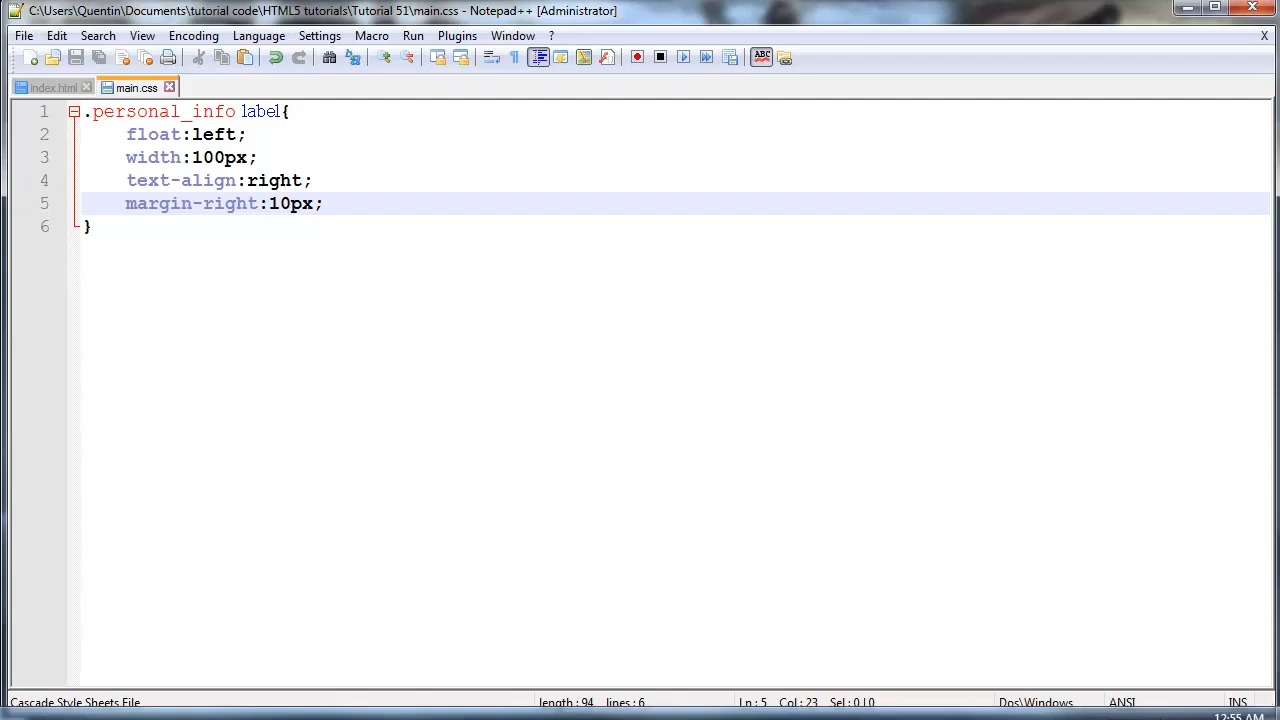 C:\Users\Quentin\Documents\tutorial code\HTML5 tutorials\Tutorial 51\main.css - Notepad++ [Administrator]
File Edit Search View Encoding Language Settings Macro Run Plugins Window ? X
ABC
index.html main.css
1 .personal_info label{
2 float:left;
3 width:100px;
4 text-align:right;
5 margin-right:10px;
6 }
Cascade Style Sheets File length : 94 lines : 6 Ln : 5 Col : 23 Sel : 0 | 0 Dos\Windows ANSI INS
12:55 AM